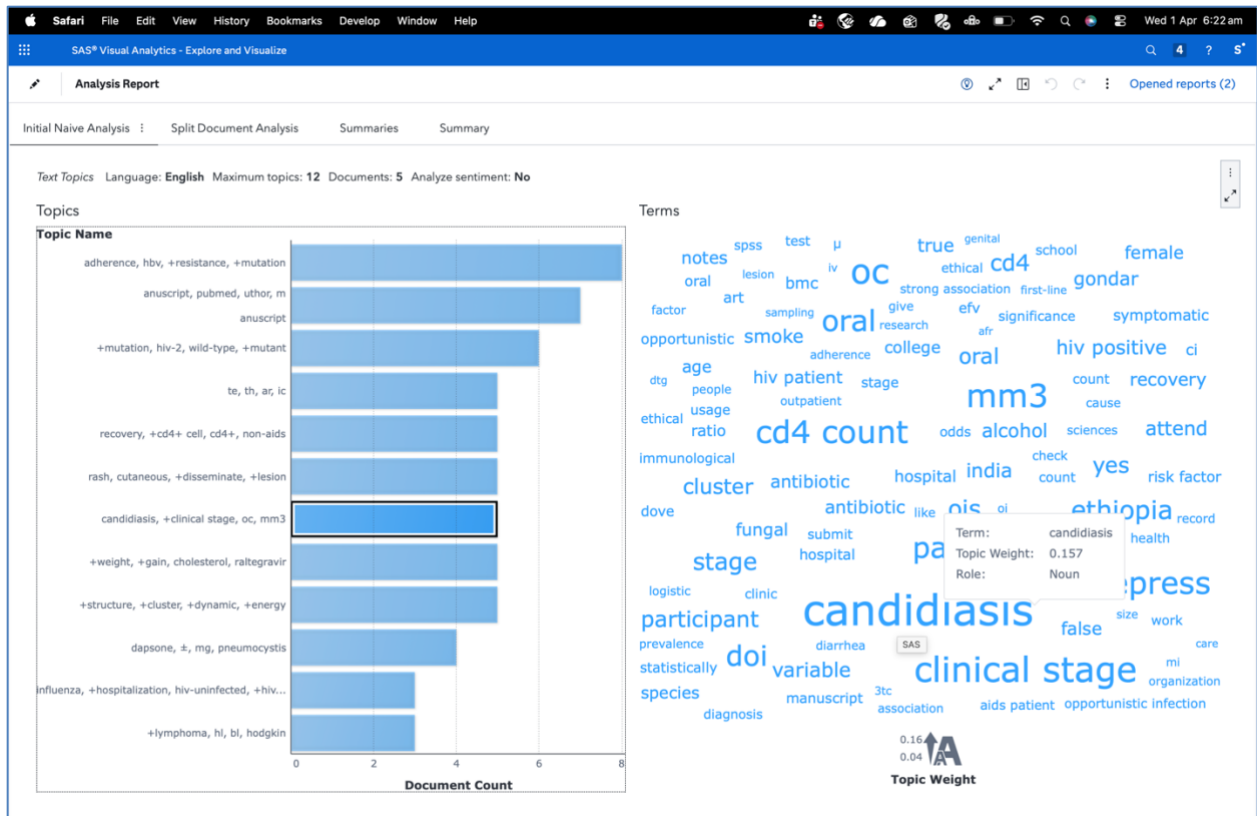 Safari File Edit View History Bookmarks Develop Window Help Wed 1 Apr 6:22 am
SAS® Visual Analytics - Explore and Visualize 4 ? S
Analysis Report Opened reports (2)
Initial Naive Analysis Split Document Analysis Summaries Summary
Text Topics Language: English Maximum topics: 12 Documents: 5 Analyze sentiment: No
Topics
Topic Name
adherence, hbv, +resistance, +mutation
anuscript, pubmed, uthor, m
anuscript
+mutation, hiv-2, wild-type, +mutant
te, th, ar, ic
recovery, +cd4+ cell, cd4+, non-aids
rash, cutaneous, +disseminate, +lesion
candidiasis, +clinical stage, oc, mm3
+weight, +gain, cholesterol, raltegravir
+structure, +cluster, +dynamic, +energy
dapsone, ±, mg, pneumocystis
influenza, +hospitalization, hiv-uninfected, +hiv...
+lymphoma, hl, bl, hodgkin
0 2 4 6 8
Document Count
Terms
spss test μ true genital school female
notes lesion iv oc ethical cd4
oral bmc strong association first-line gondar
factor art sampling give efv significance symptomatic
opportunistic smoke oral research afr
adherence college oral hiv positive ci
age
dtg people hiv patient stage mm3 count recovery
outpatient cause
ethical usage
ratio cd4 count odds alcohol sciences attend
immunological check
cluster antibiotic hospital india count yes risk factor
dove antibiotic like ois oi ethiopia record
fungal submit health
stage hospital pa press
Term: candidiasis
Topic Weight: 0.157
Role: Noun
logistic clinic candidiasis size work
participant false
prevalence diarrhea SAS care
statistically doi variable clinical stage mi
organization
species manuscript 3tc aids patient opportunistic infection
diagnosis association
0.16
0.04
Topic Weight